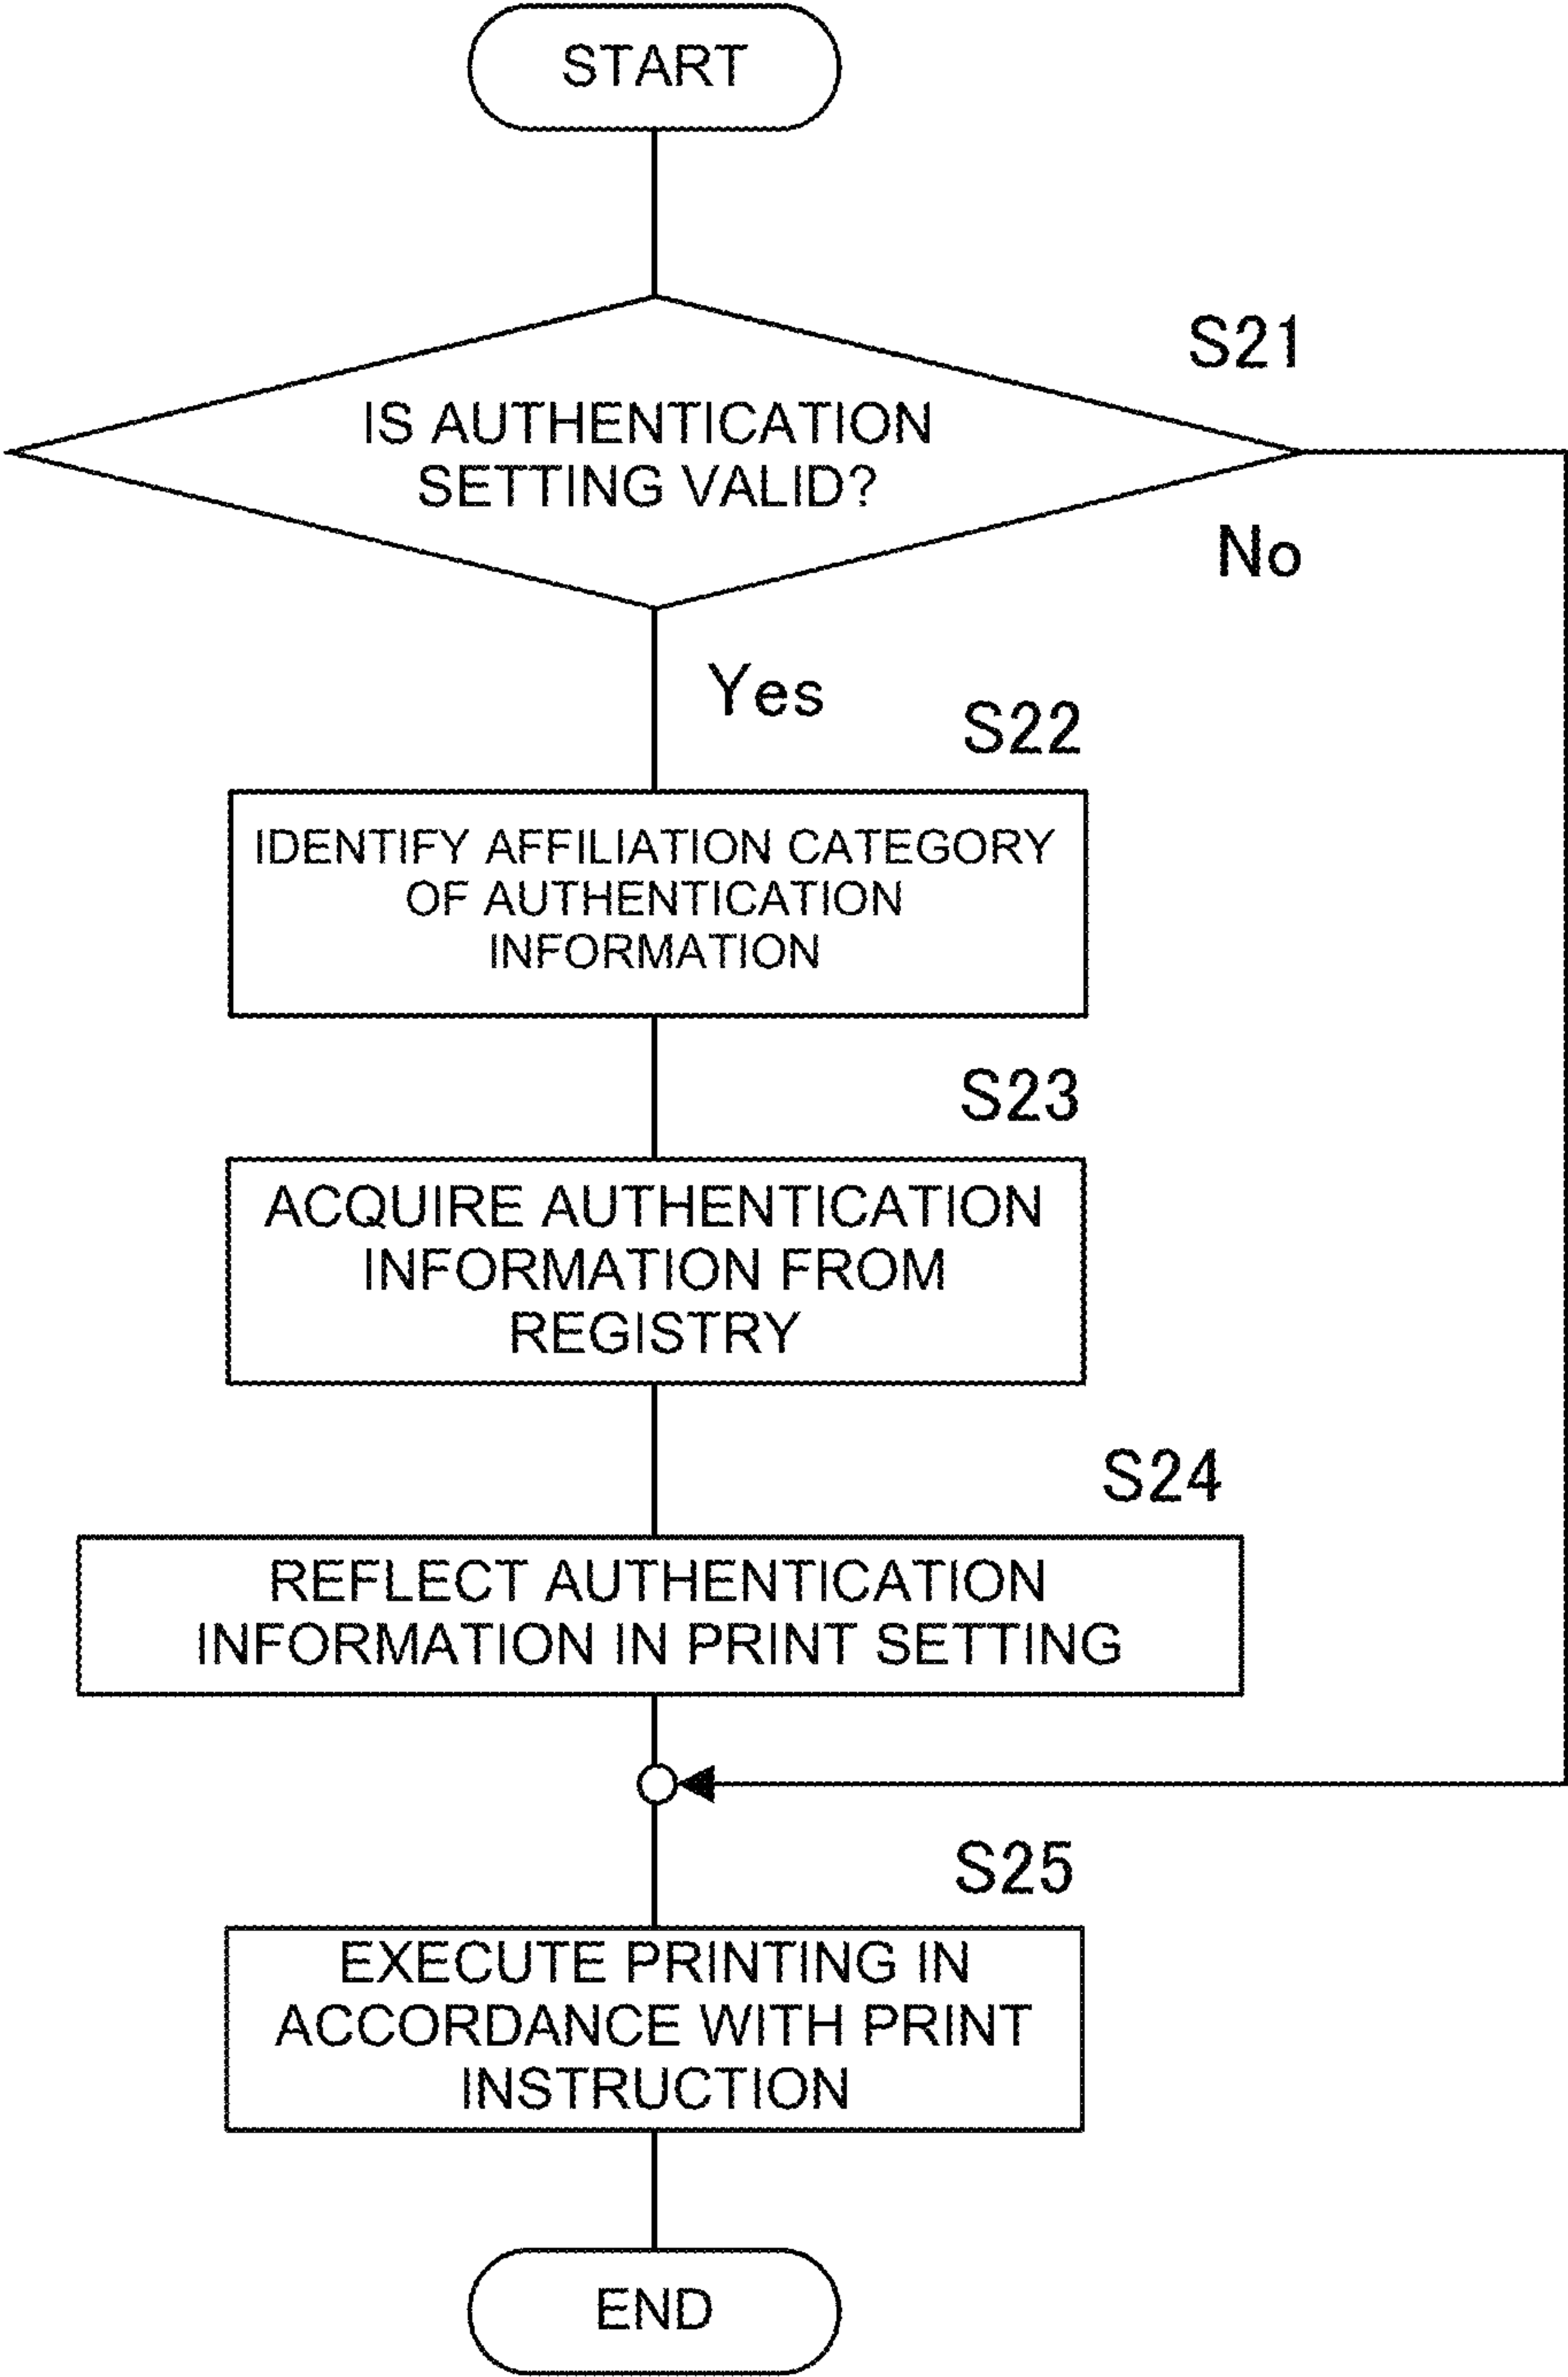 START
S21
IS AUTHENTICATION
SETTING VALID?
No
Yes
S22
IDENTIFY AFFILIATION CATEGORY
OF AUTHENTICATION
INFORMATION
S23
ACQUIRE AUTHENTICATION
INFORMATION FROM
REGISTRY
S24
REFLECT AUTHENTICATION
INFORMATION IN PRINT SETTING
S25
EXECUTE PRINTING IN
ACCORDANCE WITH PRINT
INSTRUCTION
END